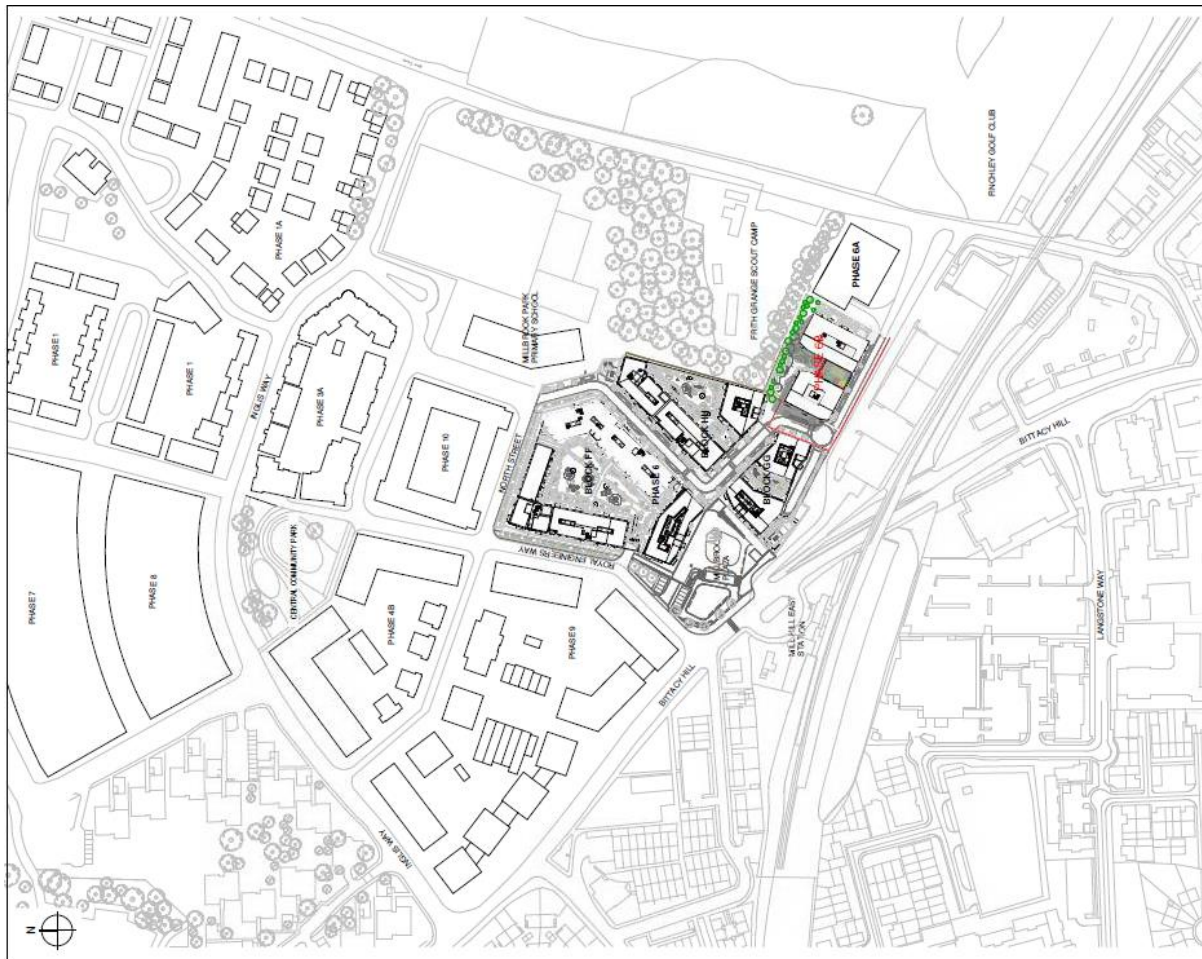 PHASE 1A
PHASE 1
PHASE 1
INGLIS WAY
PHASE 3A
PHASE 7
PHASE 8
PHASE 10
NORTH STREET
CENTRAL COMMUNITY PARK
PHASE 4B
ROYAL ENGINEERS WAY
PHASE 9
INGLIS WAY
BITTACY HILL
MILLBROOK PARK
PRIMARY SCHOOL
FRITH GRANGE SCOUT CAMP
FINCHLEY GOLF CLUB
PHASE 6A
PHASE 6B
BLOCK FF
PHASE 6
BLOCK HH
BLOCK GG
PLAZA
MILL HILL EAST
STATION
BITTACY HILL
LANGSTONE WAY
N